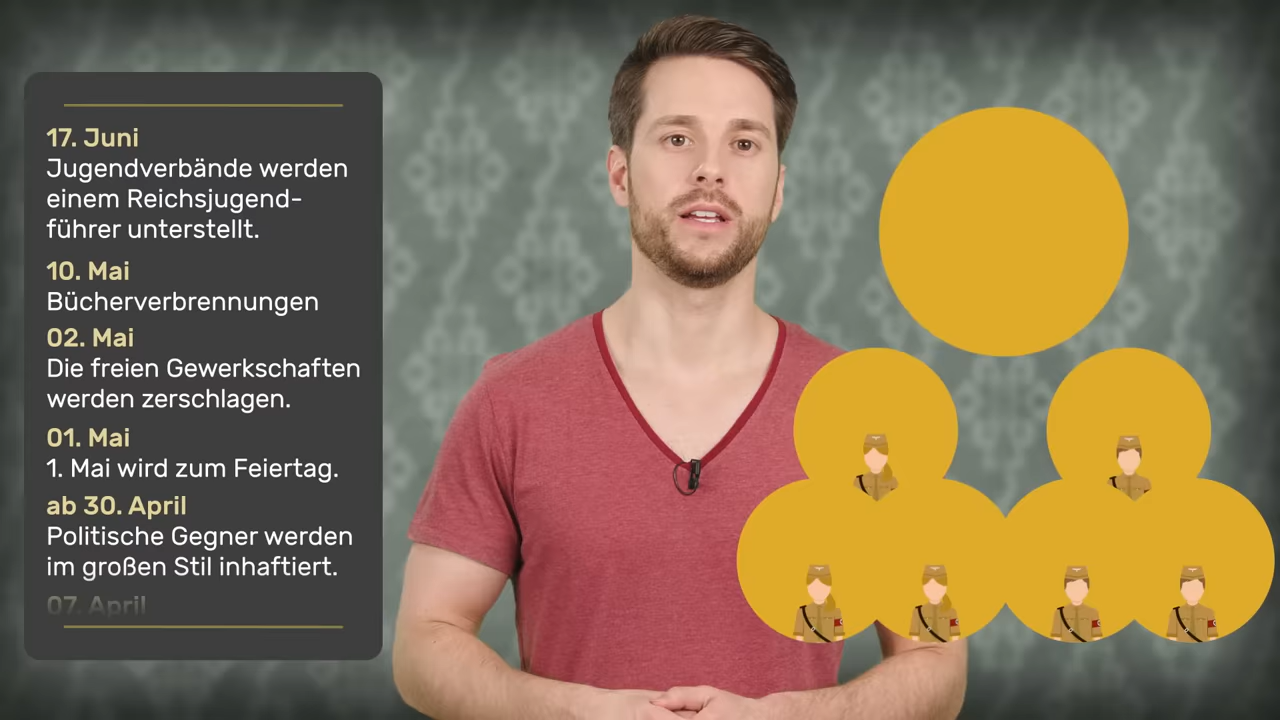 17. Juni
Jugendverbände werden
einem Reichsjugend-
führer unterstellt.
10. Mai
Bücherverbrennungen
02. Mai
Die freien Gewerkschaften
werden zerschlagen.
01. Mai
1. Mai wird zum Feiertag.
ab 30. April
Politische Gegner werden
im großen Stil inhaftiert.
07. April